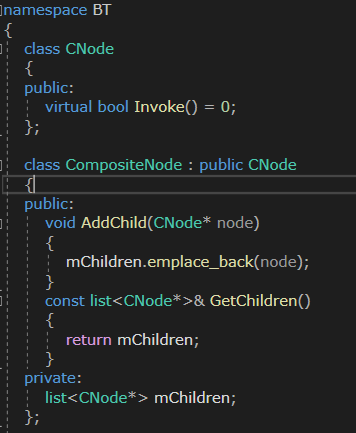 namespace BT
{
class CNode
{
public:
virtual bool Invoke() = 0;
};
class CompositeNode : public CNode
{
public:
void AddChild(CNode* node)
{
mChildren.emplace_back(node);
}
const list<CNode*>& GetChildren()
{
return mChildren;
}
private:
list<CNode*> mChildren;
};